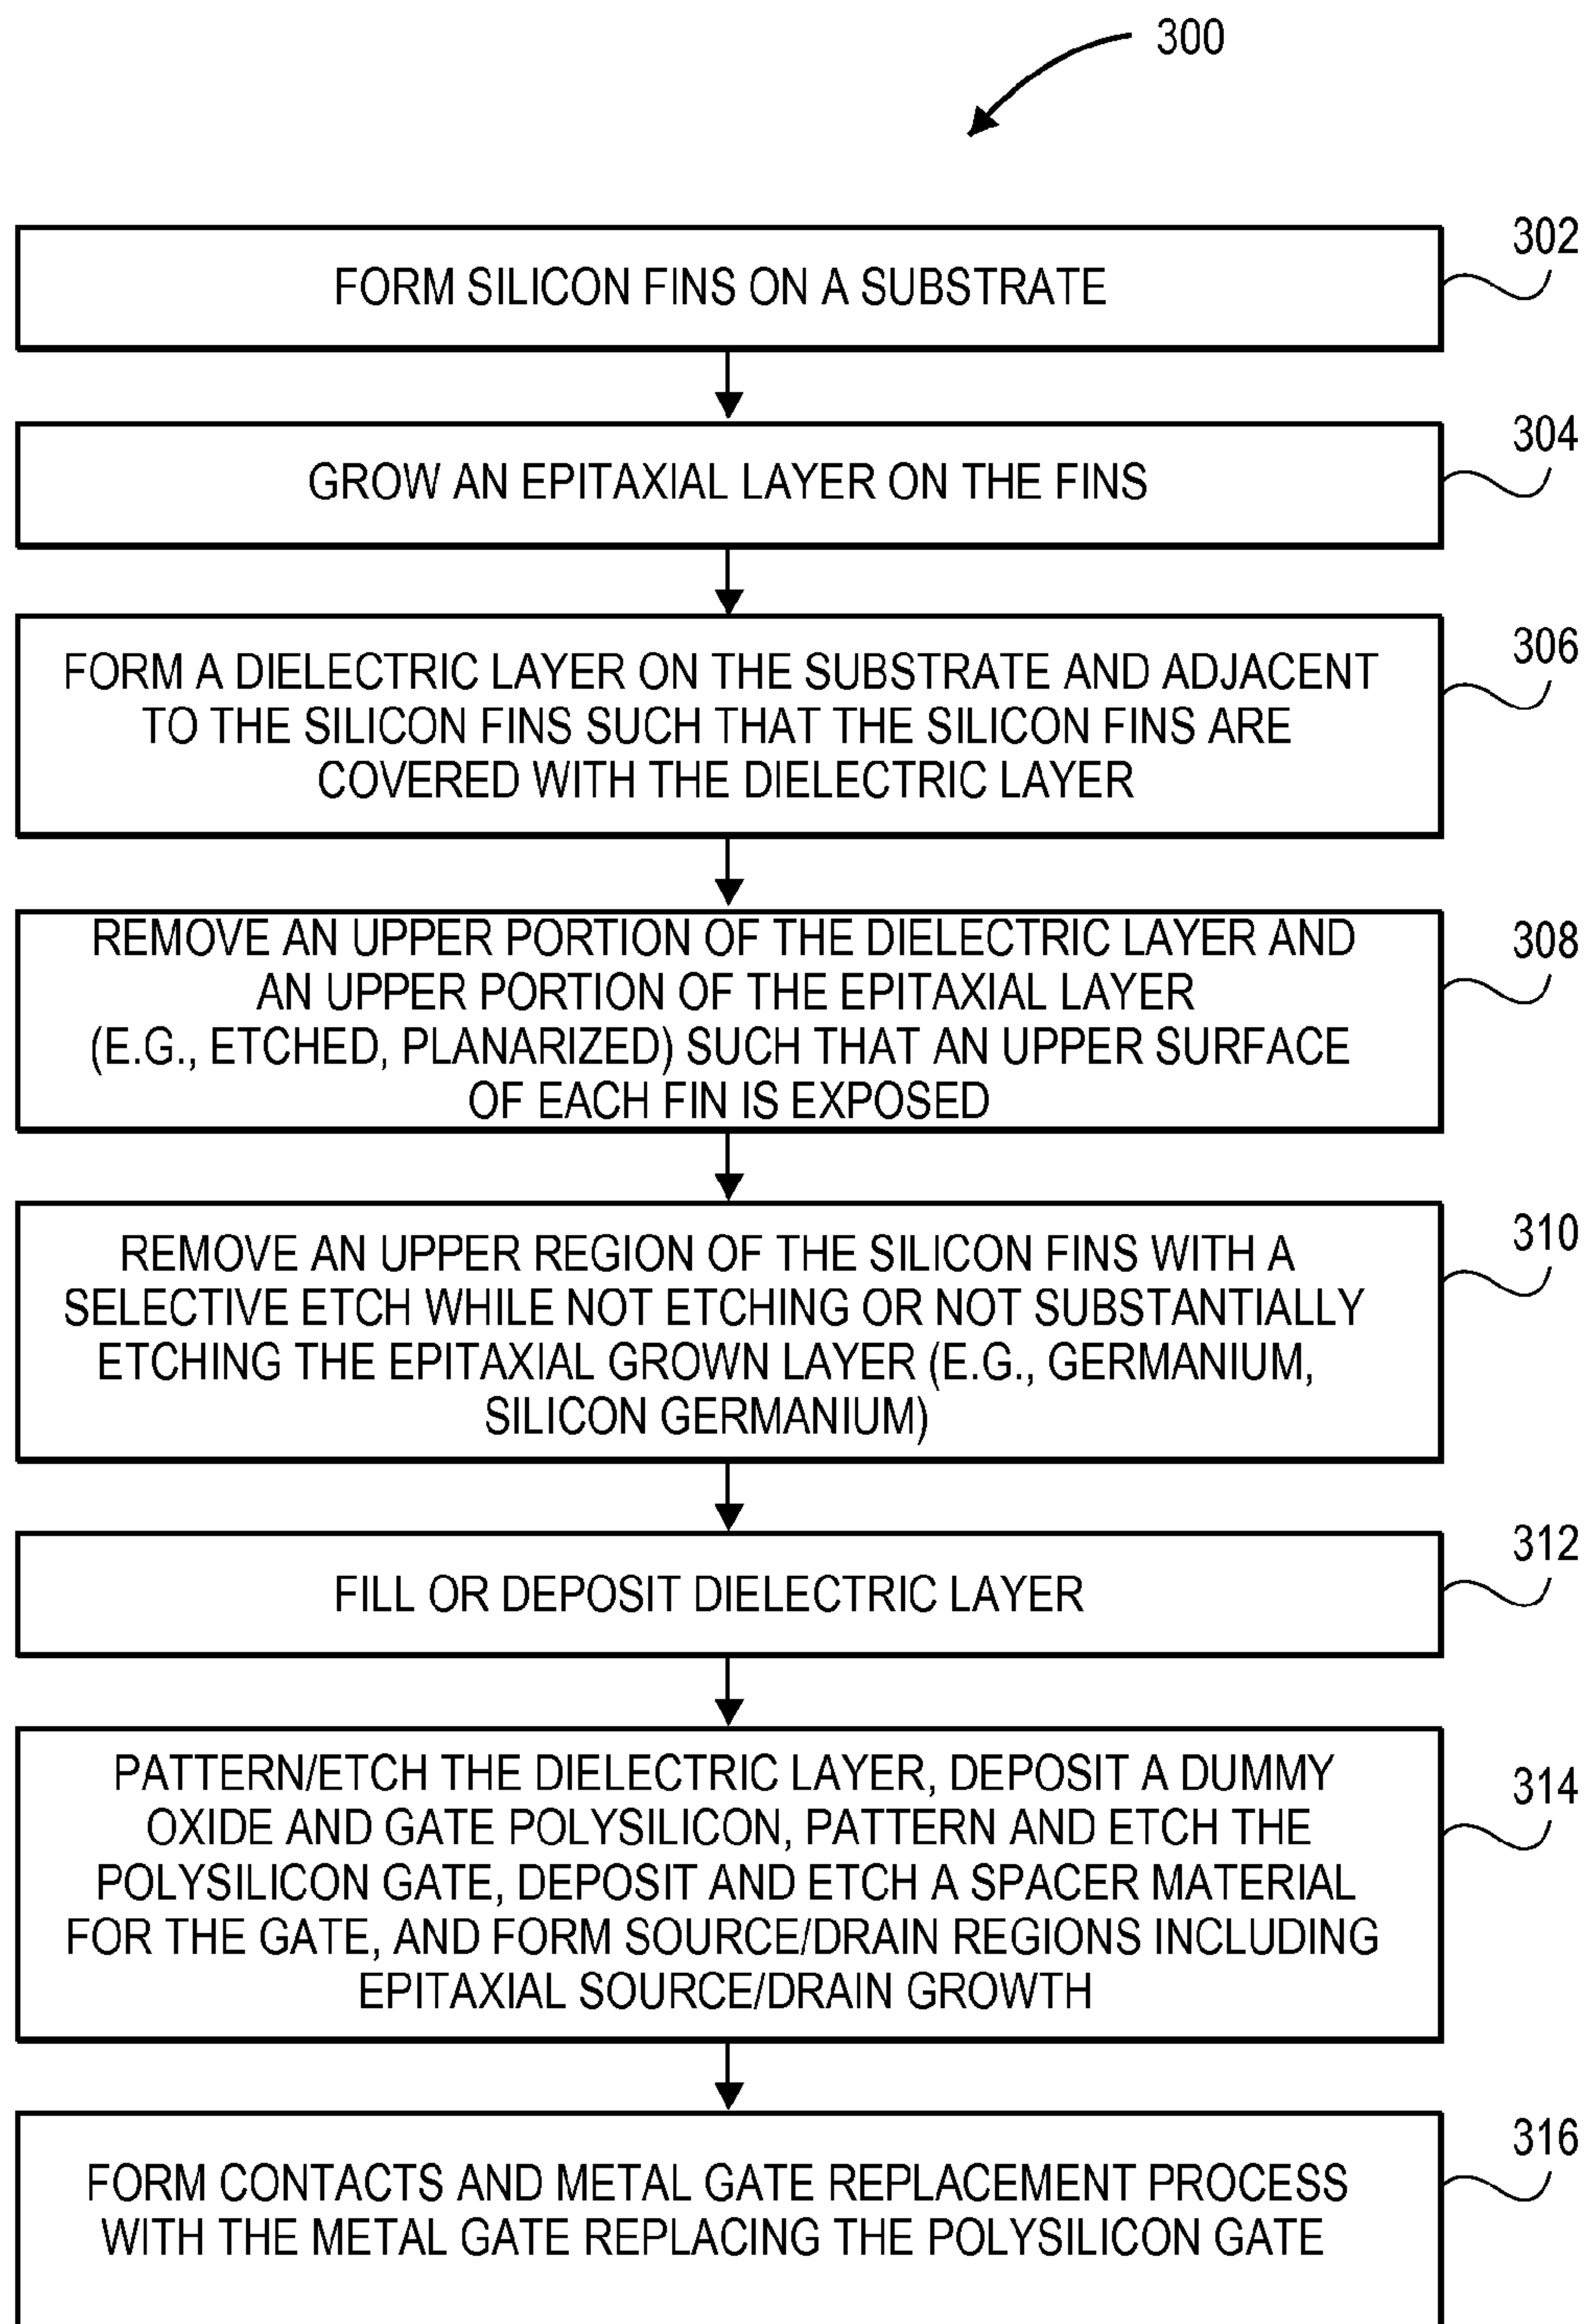 300
302
FORM SILICON FINS ON A SUBSTRATE
304
GROW AN EPITAXIAL LAYER ON THE FINS
306
FORM A DIELECTRIC LAYER ON THE SUBSTRATE AND ADJACENT
TO THE SILICON FINS SUCH THAT THE SILICON FINS ARE
COVERED WITH THE DIELECTRIC LAYER
308
REMOVE AN UPPER PORTION OF THE DIELECTRIC LAYER AND
AN UPPER PORTION OF THE EPITAXIAL LAYER
(E.G., ETCHED, PLANARIZED) SUCH THAT AN UPPER SURFACE
OF EACH FIN IS EXPOSED
310
REMOVE AN UPPER REGION OF THE SILICON FINS WITH A
SELECTIVE ETCH WHILE NOT ETCHING OR NOT SUBSTANTIALLY
ETCHING THE EPITAXIAL GROWN LAYER (E.G., GERMANIUM,
SILICON GERMANIUM)
312
FILL OR DEPOSIT DIELECTRIC LAYER
314
PATTERN/ETCH THE DIELECTRIC LAYER, DEPOSIT A DUMMY
OXIDE AND GATE POLYSILICON, PATTERN AND ETCH THE
POLYSILICON GATE, DEPOSIT AND ETCH A SPACER MATERIAL
FOR THE GATE, AND FORM SOURCE/DRAIN REGIONS INCLUDING
EPITAXIAL SOURCE/DRAIN GROWTH
316
FORM CONTACTS AND METAL GATE REPLACEMENT PROCESS
WITH THE METAL GATE REPLACING THE POLYSILICON GATE